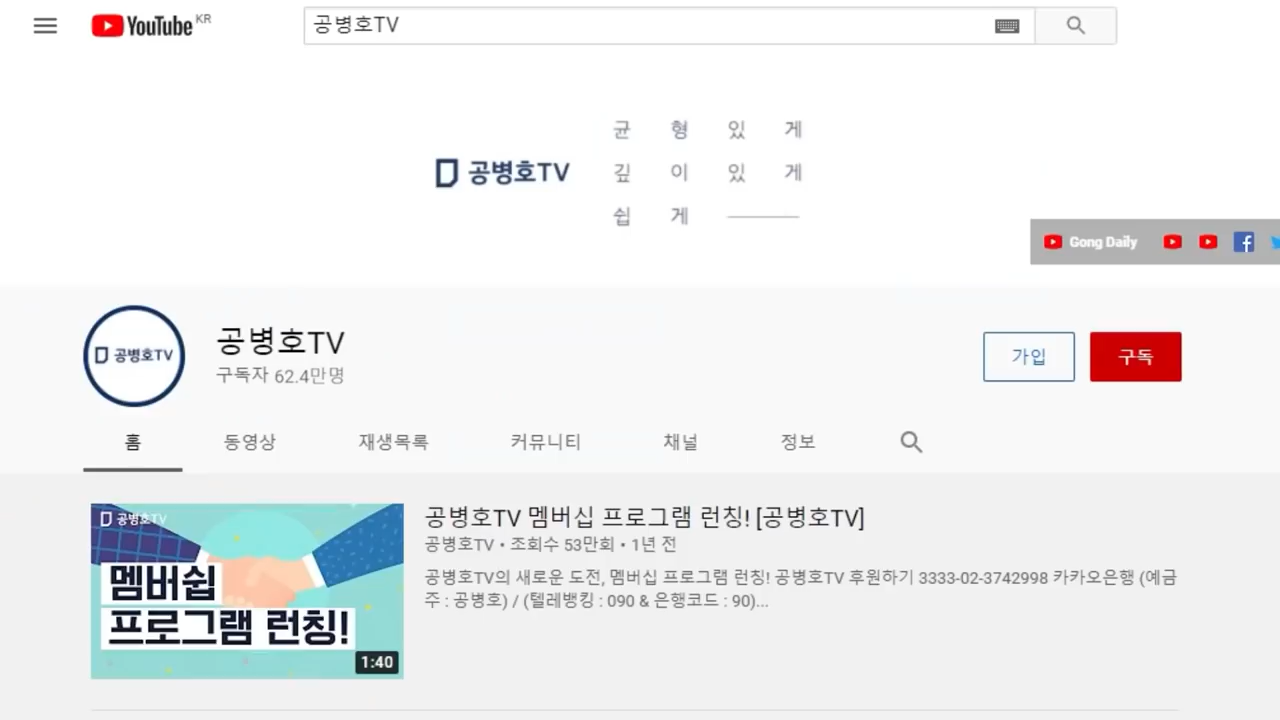 YouTube KR
공병호TV
균 형 있 게
공병호TV
깊 이 있 게
쉽 게
Gong Daily
공병호TV
공병호TV
구독자 62.4만명
가입
구독
홈
동영상
재생목록
커뮤니티
채널
정보
공병호TV
멤버쉽
프로그램 런칭!
1:40
공병호TV 멤버십 프로그램 런칭! [공병호TV]
공병호TV • 조회수 53만회 • 1년 전
공병호TV의 새로운 도전, 멤버십 프로그램 런칭! 공병호TV 후원하기 3333-02-3742998 카카오은행 (예금
주 : 공병호) / (텔레뱅킹 : 090 & 은행코드 : 90)...